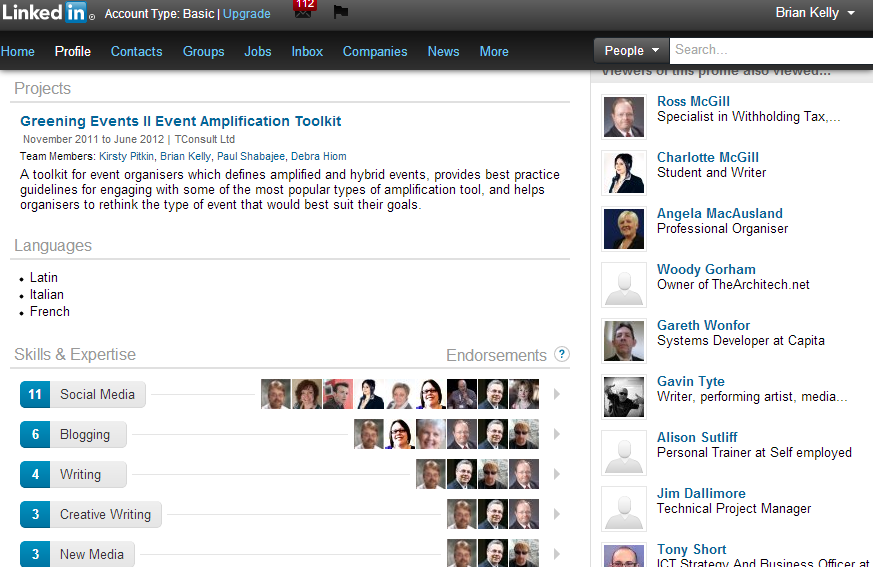 Linked in. Account Type: Basic | Upgrade 112 Brian Kelly
Home Profile Contacts Groups Jobs Inbox Companies News More People Search...
Projects
Greening Events II Event Amplification Toolkit
November 2011 to June 2012 | TConsult Ltd
Team Members: Kirsty Pitkin, Brian Kelly, Paul Shabajee, Debra Hiom
A toolkit for event organisers which defines amplified and hybrid events, provides best practice
guidelines for engaging with some of the most popular types of amplification tool, and helps
organisers to rethink the type of event that would best suit their goals.
Languages
Latin
Italian
French
Skills & Expertise Endorsements ?
11 Social Media
6 Blogging
4 Writing
3 Creative Writing
3 New Media
Viewers of this profile also viewed...
Ross McGill
Specialist in Withholding Tax,...
Charlotte McGill
Student and Writer
Angela MacAusland
Professional Organiser
Woody Gorham
Owner of TheArchitech.net
Gareth Wonfor
Systems Developer at Capita
Gavin Tyte
Writer, performing artist, media...
Alison Sutliff
Personal Trainer at Self employed
Jim Dallimore
Technical Project Manager
Tony Short
ICT Strategy And Business Officer at